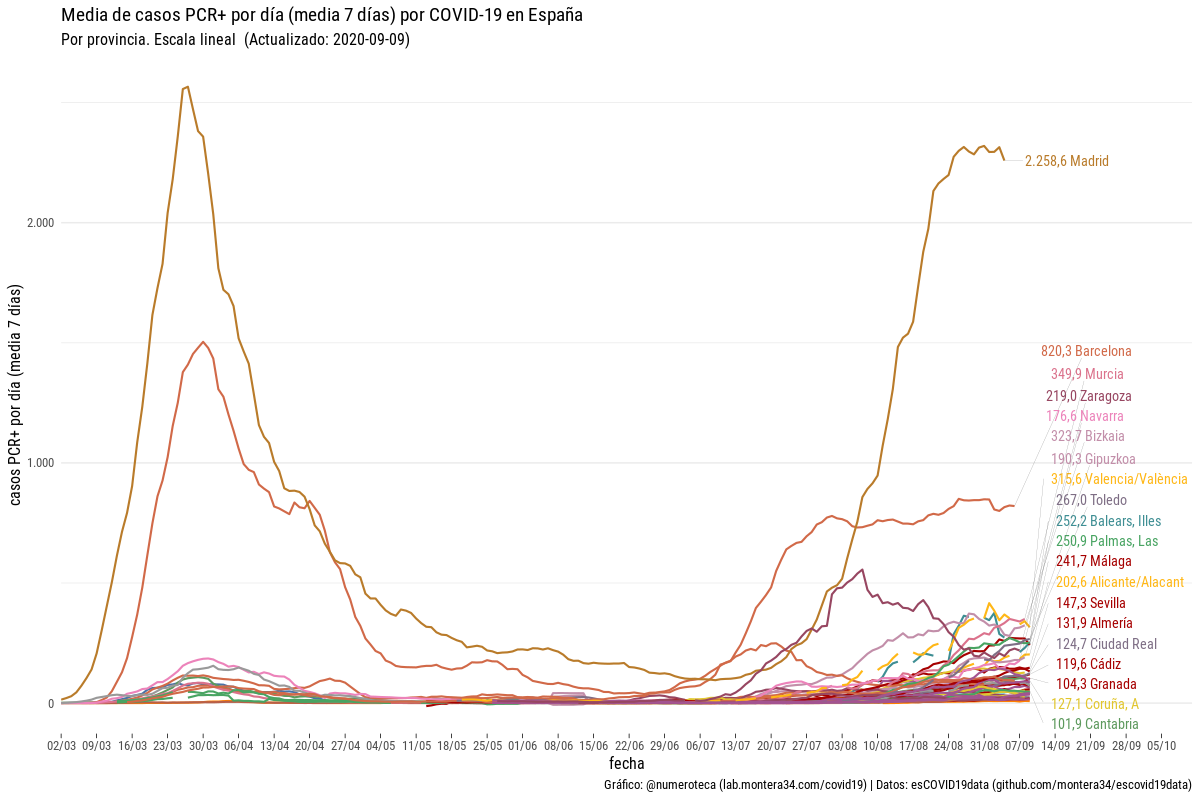 Media de casos PCR+ por día (media 7 días) por COVID-19 en España
Por provincia. Escala lineal  (Actualizado: 2020-09-09)
casos PCR+ por día (media 7 días)
2.000
1.000
0
2.258,6 Madrid
820,3 Barcelona
349,9 Murcia
219,0 Zaragoza
176,6 Navarra
323,7 Bizkaia
190,3 Gipuzkoa
315,6 Valencia/València
267,0 Toledo
252,2 Balears, Illes
250,9 Palmas, Las
241,7 Málaga
202,6 Alicante/Alacant
147,3 Sevilla
131,9 Almería
124,7 Ciudad Real
119,6 Cádiz
104,3 Granada
127,1 Coruña, A
101,9 Cantabria
02/03 09/03 16/03 23/03 30/03 06/04 13/04 20/04 27/04 04/05 11/05 18/05 25/05 01/06 08/06 15/06 22/06 29/06 06/07 13/07 20/07 27/07 03/08 10/08 17/08 24/08 31/08 07/09 14/09 21/09 28/09 05/10
fecha
Gráfico: @numeroteca (lab.montera34.com/covid19) | Datos: esCOVID19data (github.com/montera34/escovid19data)